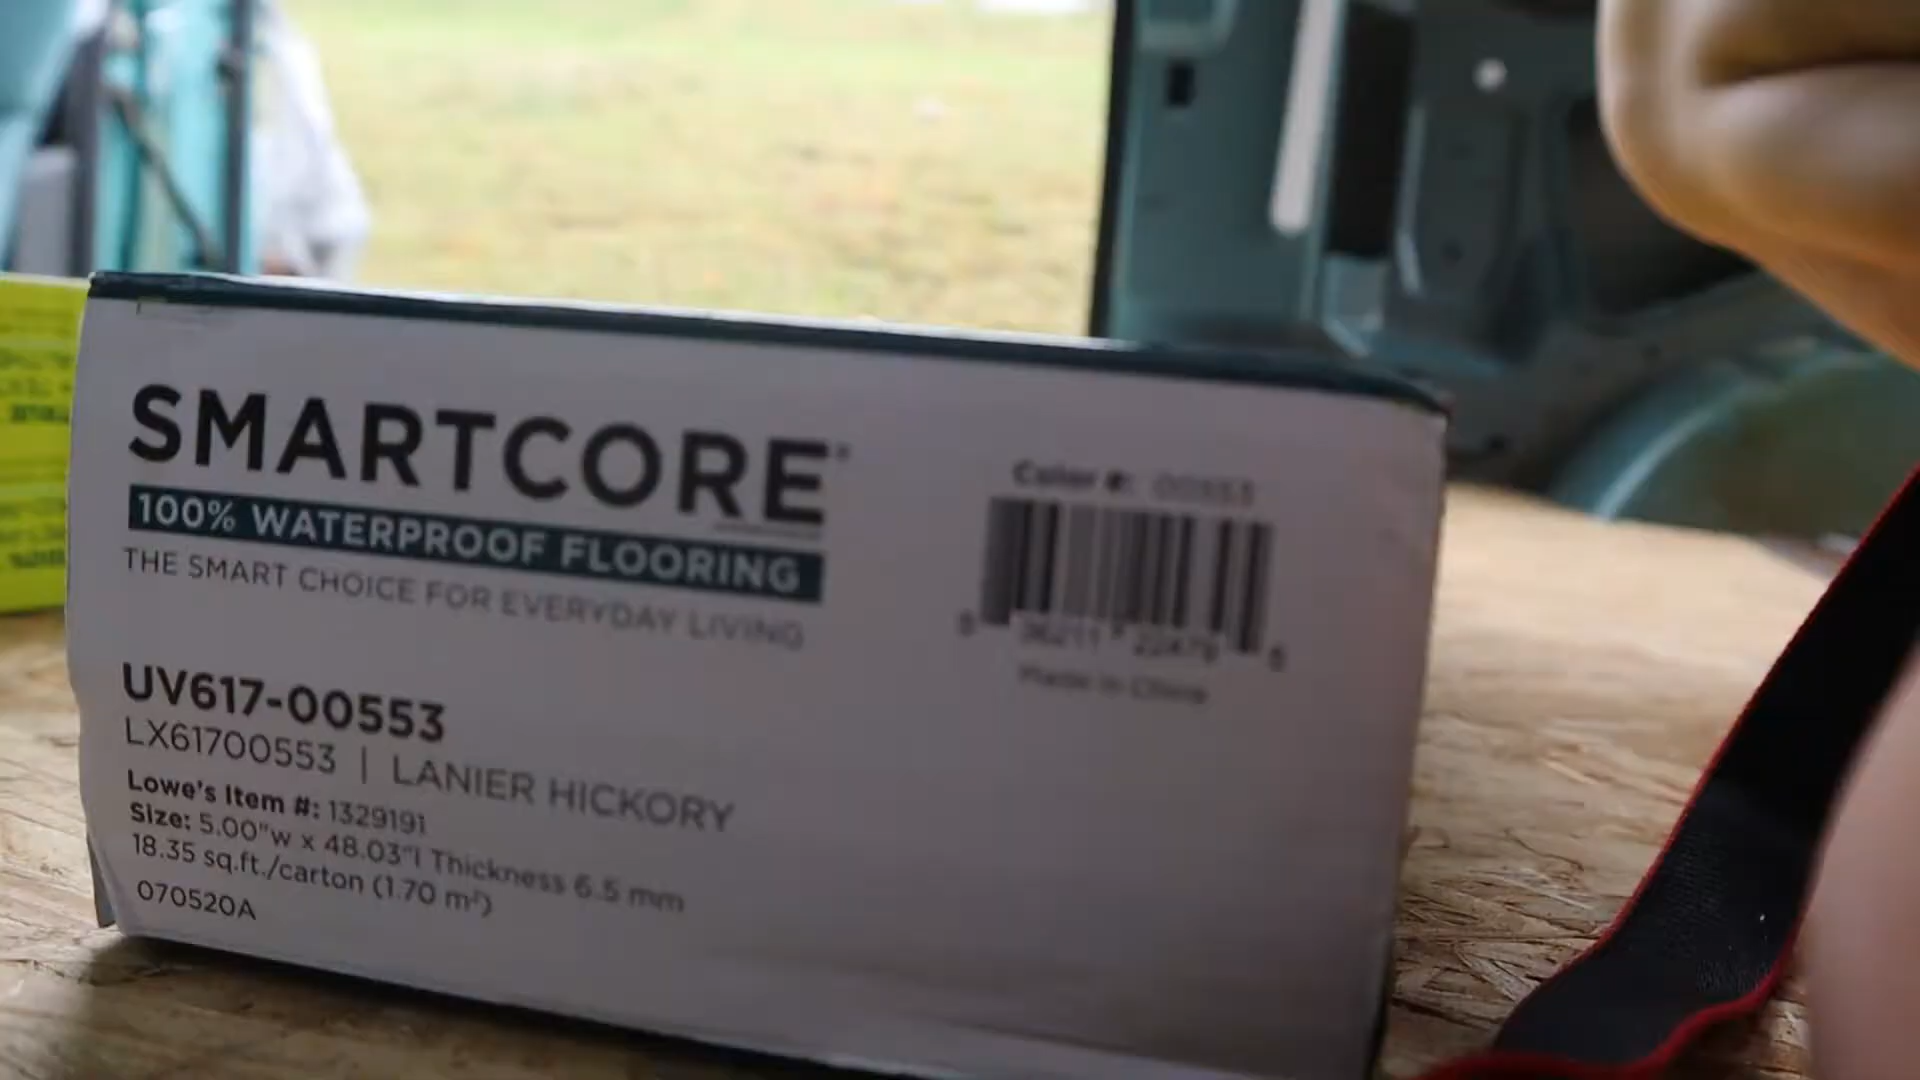 SMARTCORE
100% WATERPROOF FLOORING
THE SMART CHOICE FOR EVERYDAY LIVING
UV617-00553
LX61700553 | LANIER HICKORY
Lowe's Item #: 1329191
Size: 5.00"w x 48.03"l Thickness 6.5 mm
18.35 sq.ft./carton (1.70 m²)
070520A
Color #: 00553
Made in China